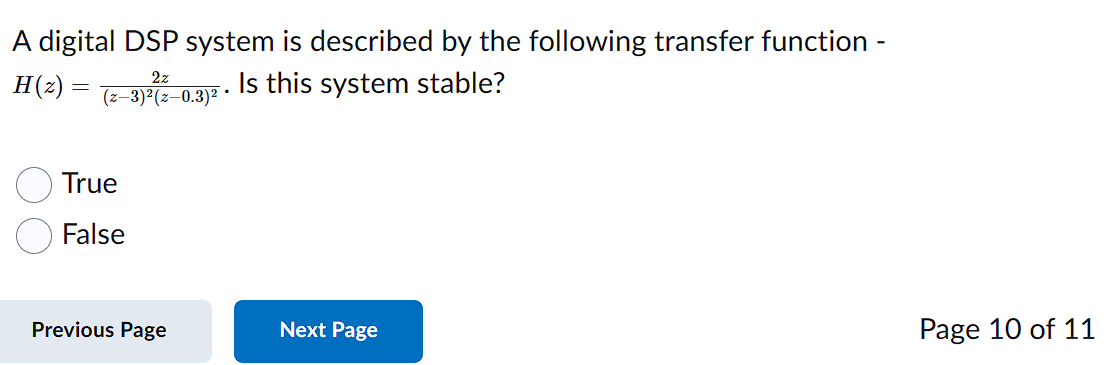 A digital DSP system is described by the following transfer function -
H(z) = \frac{2z}{(z-3)^2(z-0.3)^2}. Is this system stable?
True
False
Previous Page
Next Page
Page 10 of 11